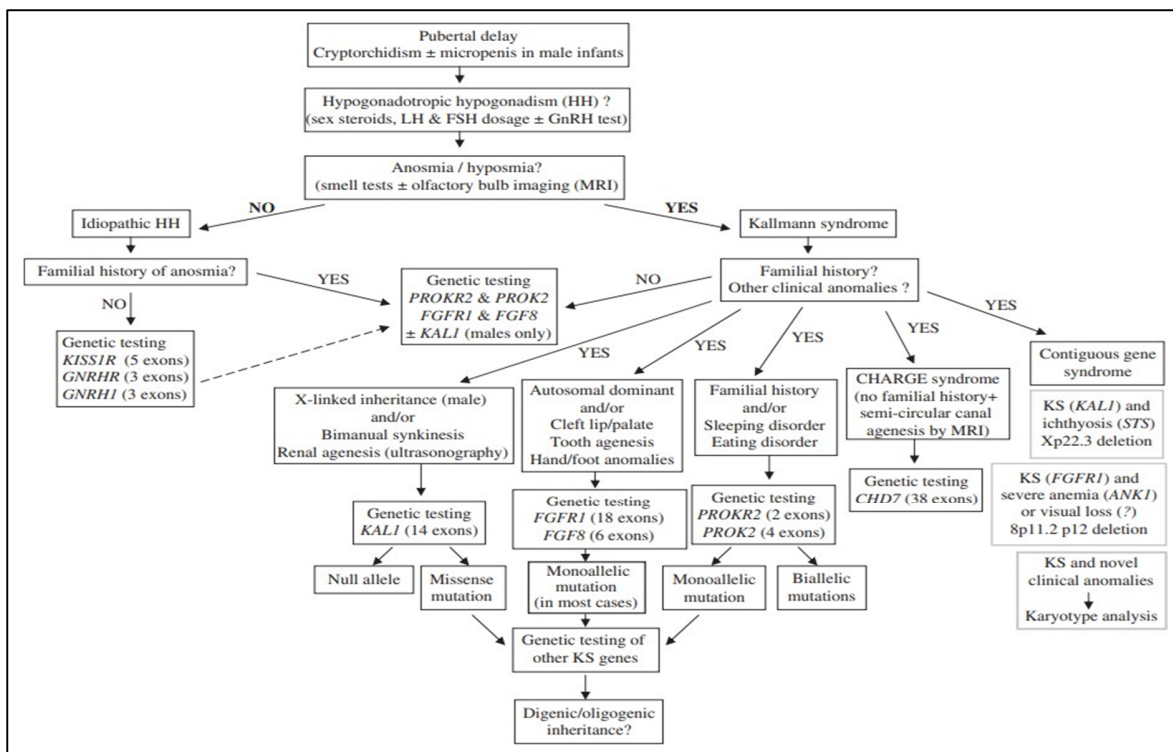 Pubertal delay
Cryptorchidism ± micropenis in male infants
Hypogonadotropic hypogonadism (HH) ?
(sex steroids, LH & FSH dosage ± GnRH test)
Anosmia / hyposmia?
(smell tests ± olfactory bulb imaging (MRI)
NO
YES
Idiopathic HH
Kallmann syndrome
Familial history of anosmia?
YES
NO
Genetic testing
PROKR2 & PROK2
FGFR1 & FGF8
± KAL1 (males only)
NO
Familial history?
Other clinical anomalies ?
Genetic testing
KISS1R (5 exons)
GNRHR (3 exons)
GNRH1 (3 exons)
YES
YES
YES
YES
YES
X-linked inheritance (male)
and/or
Bimanual synkinesis
Renal agenesis (ultrasonography)
Autosomal dominant
and/or
Cleft lip/palate
Tooth agenesis
Hand/foot anomalies
Familial history
and/or
Sleeping disorder
Eating disorder
CHARGE syndrome
(no familial history+
semi-circular canal
agenesis by MRI)
Contiguous gene
syndrome
KS (KAL1) and
ichthyosis (STS)
Xp22.3 deletion
KS (FGFR1) and
severe anemia (ANK1)
or visual loss (?)
8p11.2 p12 deletion
KS and novel
clinical anomalies
Karyotype analysis
Genetic testing
KAL1 (14 exons)
Genetic testing
FGFR1 (18 exons)
FGF8 (6 exons)
Genetic testing
PROKR2 (2 exons)
PROK2 (4 exons)
Genetic testing
CHD7 (38 exons)
Null allele
Missense
mutation
Monoallelic
mutation
(in most cases)
Monoallelic
mutation
Biallelic
mutations
Genetic testing of
other KS genes
Digenic/oligogenic
inheritance?